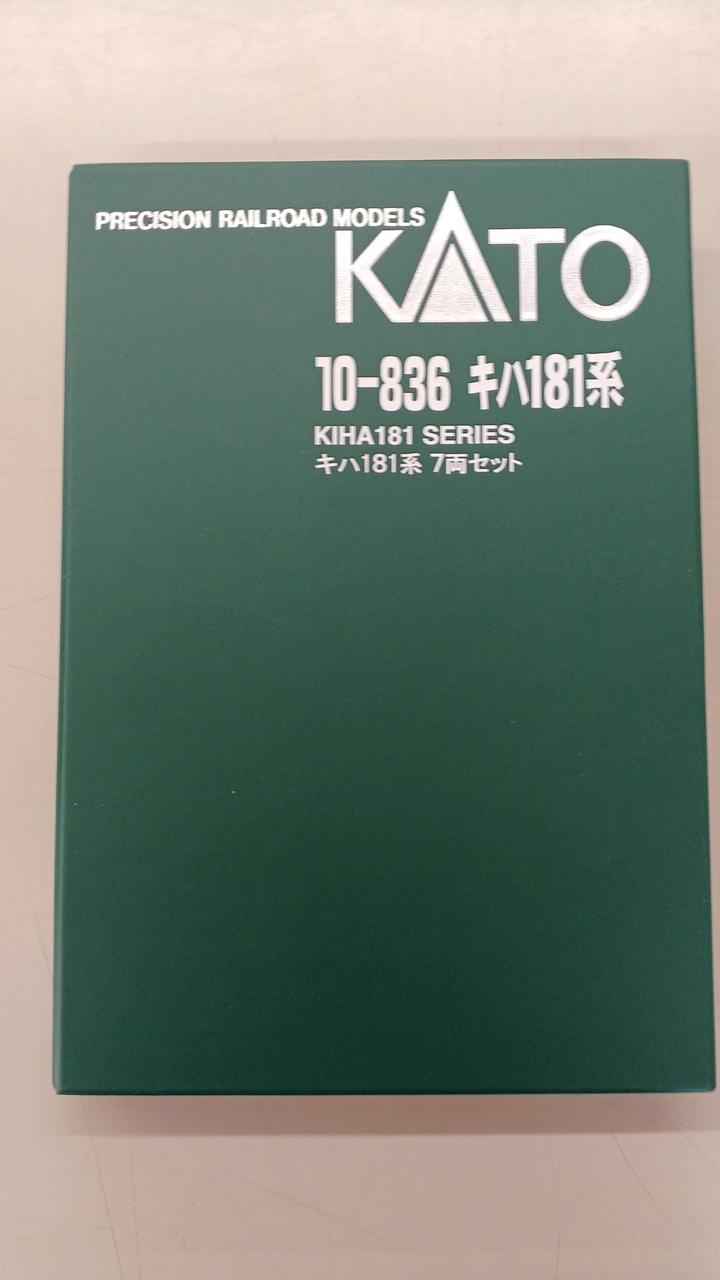 PRECISION RAILROAD MODELS
KATO
10-836 キハ181系
KIHA181 SERIES
キハ181系 7両セット